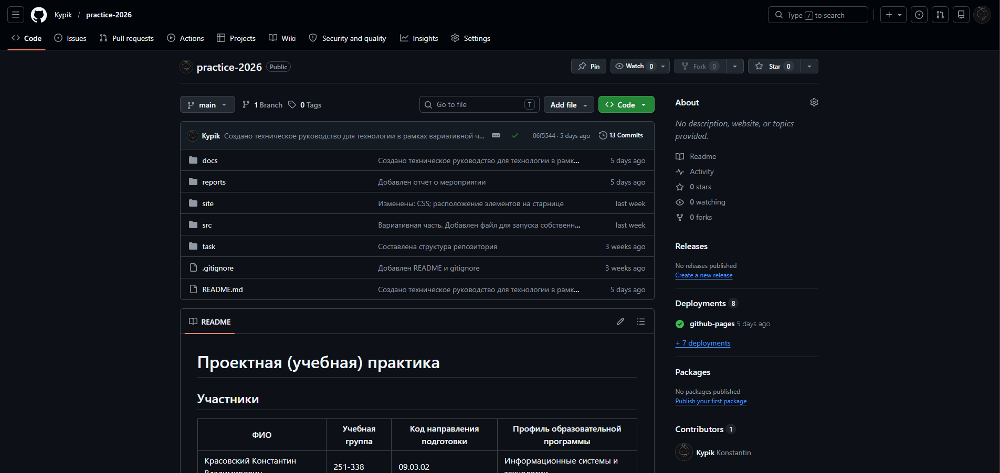 Kypik / practice-2026
Type / to search
Code Issues Pull requests Actions Projects Wiki Security and quality Insights Settings
practice-2026 Public
Pin Watch 0 Fork 0 Star 0
main 1 Branch 0 Tags Go to file T Add file Code
Kypik Создано техническое руководство для технологии в рамках вариативной ч... 06f5544 · 5 days ago 13 Commits
docs Создано техническое руководство для технологии в рамк... 5 days ago
reports Добавлен отчёт о мероприятии 5 days ago
site Изменены: CSS; расположение элементов на старнице last week
src Вариативная часть. Добавлен файл для запуска собственн... last week
task Составлена структура репозитория 3 weeks ago
.gitignore Добавлен README и gitignore 3 weeks ago
README.md Создано техническое руководство для технологии в рамк... 5 days ago
README
Проектная (учебная) практика
Участники
ФИО
Учебная
группа
Код направления
подготовки
Профиль образовательной
программы
Красовский Константин
Владимирович
251-338
09.03.02
Информационные системы и
технологии
About
No description, website, or topics
provided.
Readme
Activity
0 stars
0 watching
0 forks
Releases
No releases published
Create a new release
Deployments 8
github-pages 5 days ago
+ 7 deployments
Packages
No packages published
Publish your first package
Contributors 1
Kypik Konstantin